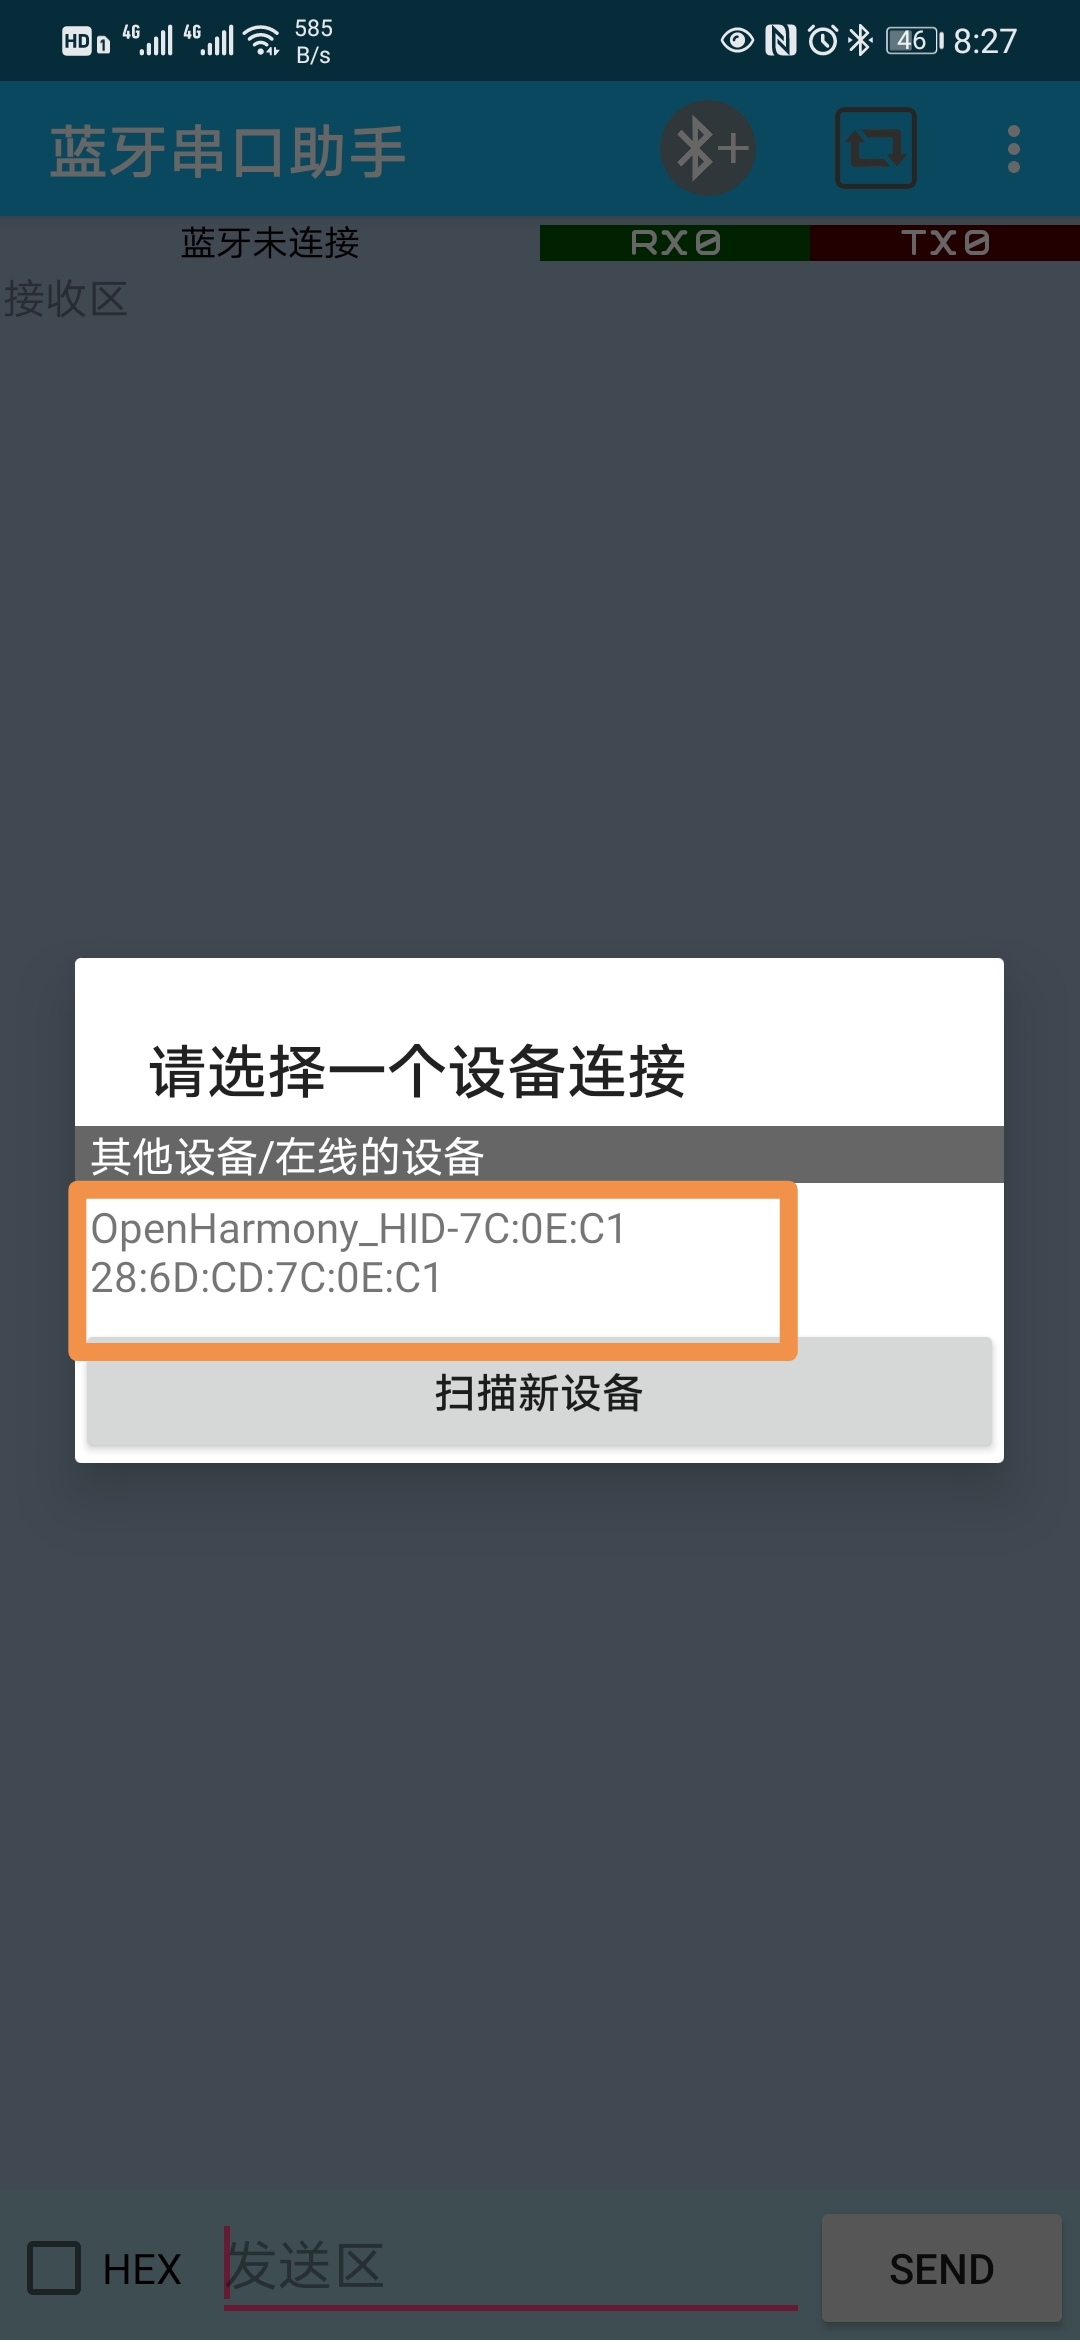 HD 1 4G 4G 585 B/s 46 8:27
蓝牙串口助手
蓝牙未连接 RX0 TX0
接收区
请选择一个设备连接
其他设备/在线的设备
OpenHarmony_HID-7C:0E:C1
28:6D:CD:7C:0E:C1
扫描新设备
HEX 发送区 SEND